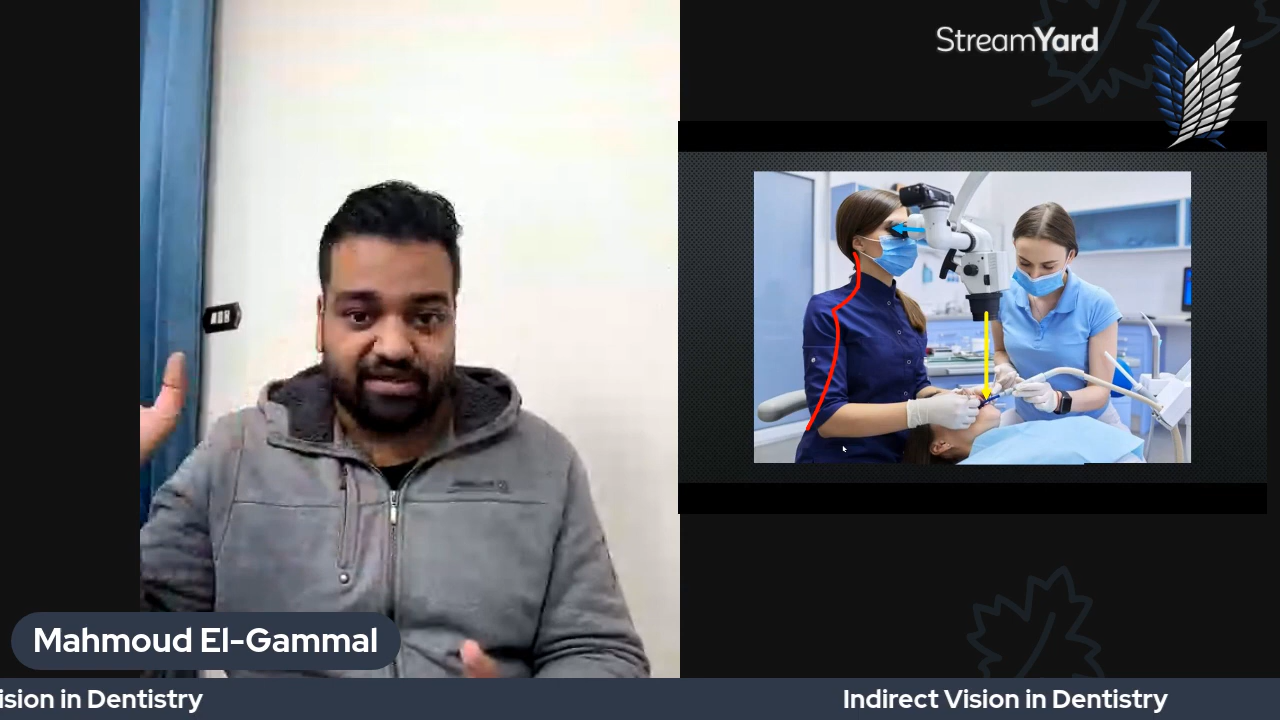 StreamYard
Mahmoud El-Gammal
ision in Dentistry
Indirect Vision in Dentistry